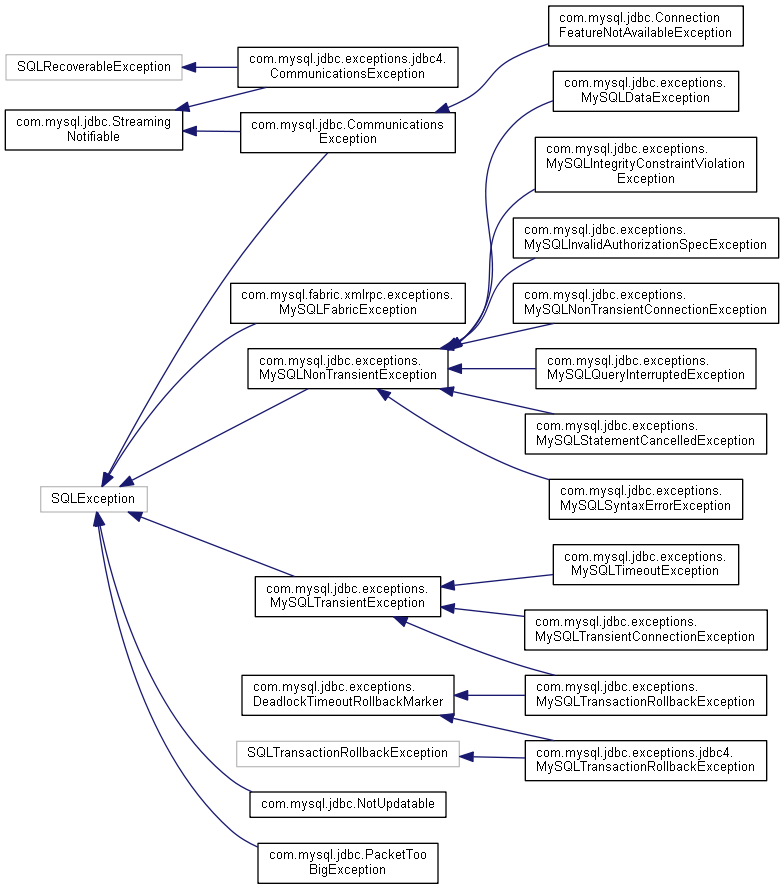 com.mysql.jdbc.Connection
FeatureNotAvailableException
SQLRecoverableException
com.mysql.jdbc.exceptions.jdbc4.
CommunicationsException
com.mysql.jdbc.exceptions.
MySQLDataException
com.mysql.jdbc.Streaming
Notifiable
com.mysql.jdbc.Communications
Exception
com.mysql.jdbc.exceptions.
MySQLIntegrityConstraintViolation
Exception
com.mysql.jdbc.exceptions.
MySQLInvalidAuthorizationSpecException
com.mysql.fabric.xmlrpc.exceptions.
MySQLFabricException
com.mysql.jdbc.exceptions.
MySQLNonTransientConnectionException
com.mysql.jdbc.exceptions.
MySQLNonTransientException
com.mysql.jdbc.exceptions.
MySQLQueryInterruptedException
com.mysql.jdbc.exceptions.
MySQLStatementCancelledException
SQLException
com.mysql.jdbc.exceptions.
MySQLSyntaxErrorException
com.mysql.jdbc.exceptions.
MySQLTimeoutException
com.mysql.jdbc.exceptions.
MySQLTransientException
com.mysql.jdbc.exceptions.
MySQLTransientConnectionException
com.mysql.jdbc.exceptions.
DeadlockTimeoutRollbackMarker
com.mysql.jdbc.exceptions.
MySQLTransactionRollbackException
SQLTransactionRollbackException
com.mysql.jdbc.exceptions.jdbc4.
MySQLTransactionRollbackException
com.mysql.jdbc.NotUpdatable
com.mysql.jdbc.PacketToo
BigException